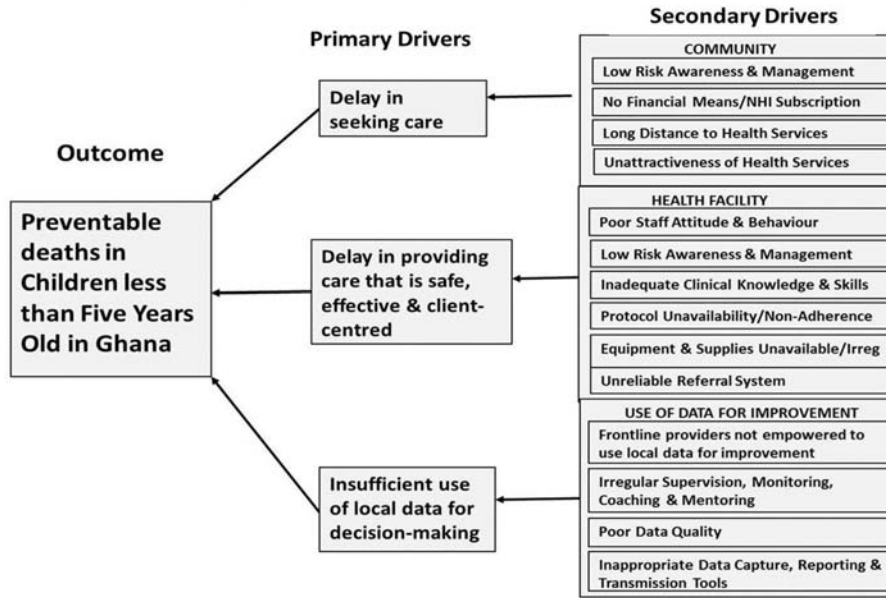 Secondary Drivers
Primary Drivers
Outcome
Preventable
deaths in
Children less
than Five Years
Old in Ghana
Delay in
seeking care
Delay in providing
care that is safe,
effective & client-
centred
Insufficient use
of local data for
decision-making
COMMUNITY
Low Risk Awareness & Management
No Financial Means/NHI Subscription
Long Distance to Health Services
Unattractiveness of Health Services
HEALTH FACILITY
Poor Staff Attitude & Behaviour
Low Risk Awareness & Management
Inadequate Clinical Knowledge & Skills
Protocol Unavailability/Non-Adherence
Equipment & Supplies Unavailable/Irreg
Unreliable Referral System
USE OF DATA FOR IMPROVEMENT
Frontline providers not empowered to
use local data for improvement
Irregular Supervision, Monitoring,
Coaching & Mentoring
Poor Data Quality
Inappropriate Data Capture, Reporting &
Transmission Tools